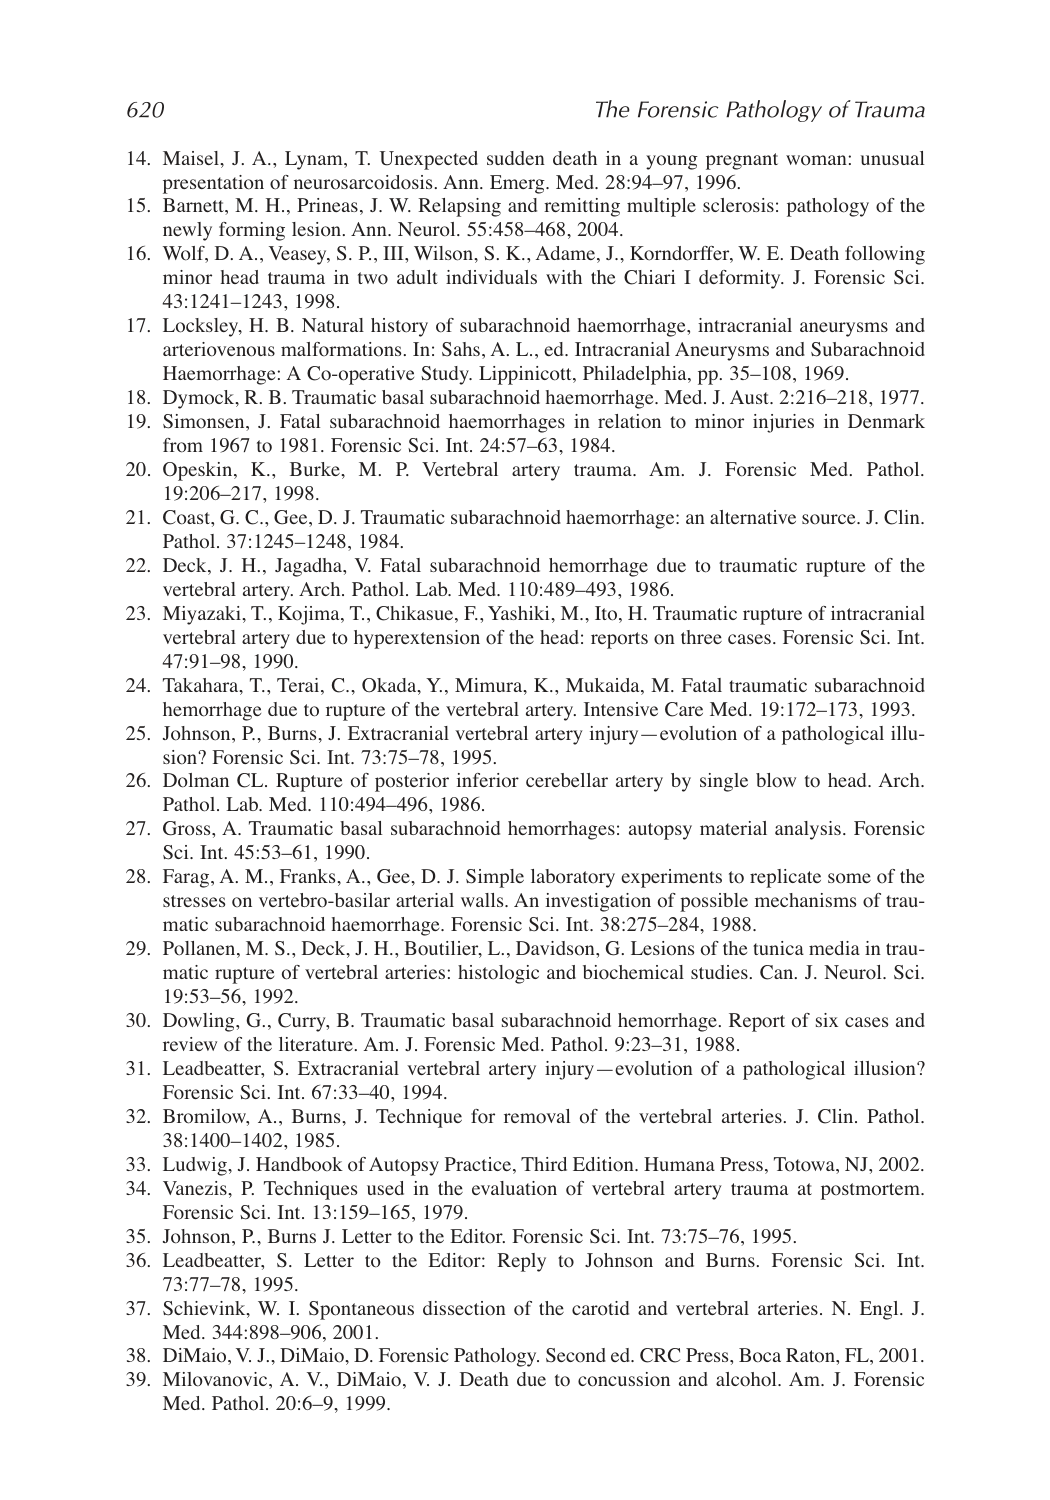 620 The Forensic Pathology of Trauma
14. Maisel, J. A., Lynam, T. Unexpected sudden death in a young pregnant woman: unusual
presentation of neurosarcoidosis. Ann. Emerg. Med. 28:94–97, 1996.
15. Barnett, M. H., Prineas, J. W. Relapsing and remitting multiple sclerosis: pathology of the
newly forming lesion. Ann. Neurol. 55:458–468, 2004.
16. Wolf, D. A., Veasey, S. P., III, Wilson, S. K., Adame, J., Korndorffer, W. E. Death following
minor head trauma in two adult individuals with the Chiari I deformity. J. Forensic Sci.
43:1241–1243, 1998.
17. Locksley, H. B. Natural history of subarachnoid haemorrhage, intracranial aneurysms and
arteriovenous malformations. In: Sahs, A. L., ed. Intracranial Aneurysms and Subarachnoid
Haemorrhage: A Co-operative Study. Lippinicott, Philadelphia, pp. 35–108, 1969.
18. Dymock, R. B. Traumatic basal subarachnoid haemorrhage. Med. J. Aust. 2:216–218, 1977.
19. Simonsen, J. Fatal subarachnoid haemorrhages in relation to minor injuries in Denmark
from 1967 to 1981. Forensic Sci. Int. 24:57–63, 1984.
20. Opeskin, K., Burke, M. P. Vertebral artery trauma. Am. J. Forensic Med. Pathol.
19:206–217, 1998.
21. Coast, G. C., Gee, D. J. Traumatic subarachnoid haemorrhage: an alternative source. J. Clin.
Pathol. 37:1245–1248, 1984.
22. Deck, J. H., Jagadha, V. Fatal subarachnoid hemorrhage due to traumatic rupture of the
vertebral artery. Arch. Pathol. Lab. Med. 110:489–493, 1986.
23. Miyazaki, T., Kojima, T., Chikasue, F., Yashiki, M., Ito, H. Traumatic rupture of intracranial
vertebral artery due to hyperextension of the head: reports on three cases. Forensic Sci. Int.
47:91–98, 1990.
24. Takahara, T., Terai, C., Okada, Y., Mimura, K., Mukaida, M. Fatal traumatic subarachnoid
hemorrhage due to rupture of the vertebral artery. Intensive Care Med. 19:172–173, 1993.
25. Johnson, P., Burns, J. Extracranial vertebral artery injury—evolution of a pathological illu-
sion? Forensic Sci. Int. 73:75–78, 1995.
26. Dolman CL. Rupture of posterior inferior cerebellar artery by single blow to head. Arch.
Pathol. Lab. Med. 110:494–496, 1986.
27. Gross, A. Traumatic basal subarachnoid hemorrhages: autopsy material analysis. Forensic
Sci. Int. 45:53–61, 1990.
28. Farag, A. M., Franks, A., Gee, D. J. Simple laboratory experiments to replicate some of the
stresses on vertebro-basilar arterial walls. An investigation of possible mechanisms of trau-
matic subarachnoid haemorrhage. Forensic Sci. Int. 38:275–284, 1988.
29. Pollanen, M. S., Deck, J. H., Boutilier, L., Davidson, G. Lesions of the tunica media in trau-
matic rupture of vertebral arteries: histologic and biochemical studies. Can. J. Neurol. Sci.
19:53–56, 1992.
30. Dowling, G., Curry, B. Traumatic basal subarachnoid hemorrhage. Report of six cases and
review of the literature. Am. J. Forensic Med. Pathol. 9:23–31, 1988.
31. Leadbeatter, S. Extracranial vertebral artery injury—evolution of a pathological illusion?
Forensic Sci. Int. 67:33–40, 1994.
32. Bromilow, A., Burns, J. Technique for removal of the vertebral arteries. J. Clin. Pathol.
38:1400–1402, 1985.
33. Ludwig, J. Handbook of Autopsy Practice, Third Edition. Humana Press, Totowa, NJ, 2002.
34. Vanezis, P. Techniques used in the evaluation of vertebral artery trauma at postmortem.
Forensic Sci. Int. 13:159–165, 1979.
35. Johnson, P., Burns J. Letter to the Editor. Forensic Sci. Int. 73:75–76, 1995.
36. Leadbeatter, S. Letter to the Editor: Reply to Johnson and Burns. Forensic Sci. Int.
73:77–78, 1995.
37. Schievink, W. I. Spontaneous dissection of the carotid and vertebral arteries. N. Engl. J.
Med. 344:898–906, 2001.
38. DiMaio, V. J., DiMaio, D. Forensic Pathology. Second ed. CRC Press, Boca Raton, FL, 2001.
39. Milovanovic, A. V., DiMaio, V. J. Death due to concussion and alcohol. Am. J. Forensic
Med. Pathol. 20:6–9, 1999.